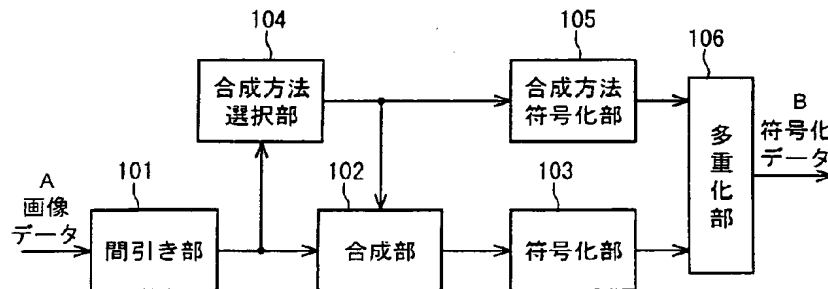 104
合成方法
選択部
105
合成方法
符号化部
106
多重化部
B
符号化
データ
A
画像
データ
101
間引き部
102
合成部
103
符号化部